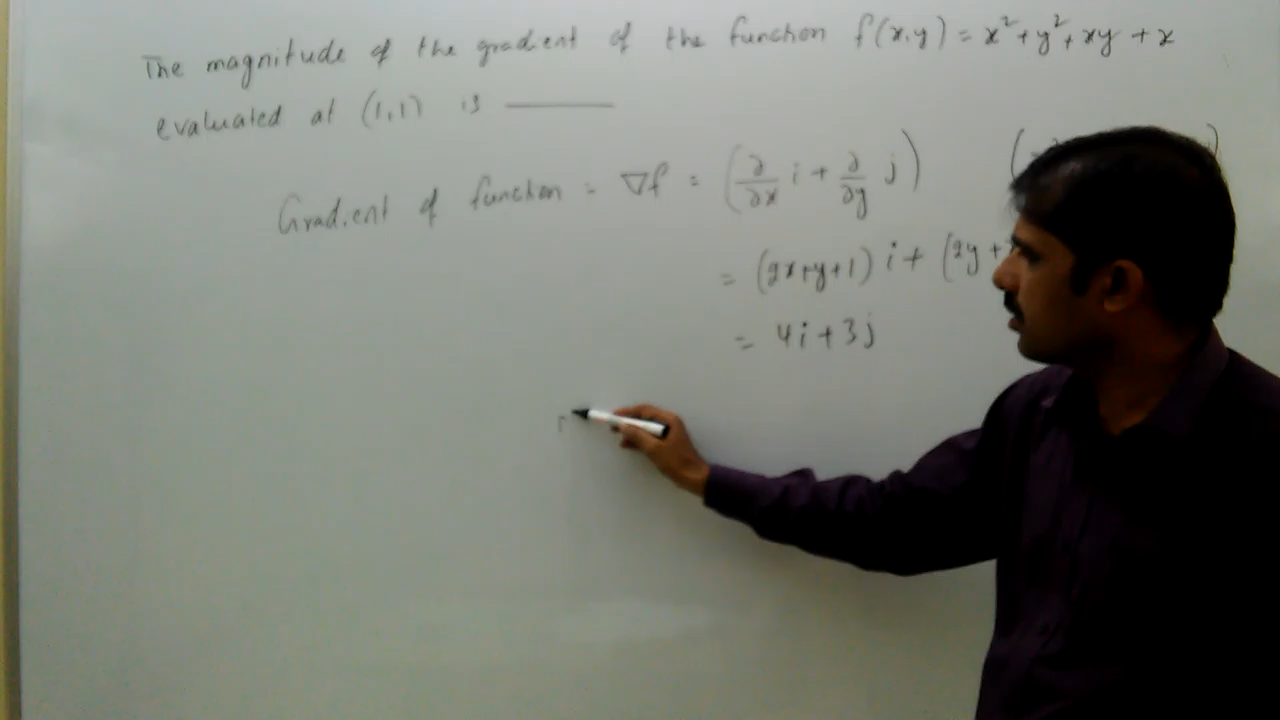 The magnitude of the gradient of the function f(x,y) = x² + y² + xy + x
evaluated at (1,1) is ______
Gradient of function = ∇f = (∂/∂x i + ∂/∂y j) (
= (2x+y+1) i + (2y +
= 4i + 3j